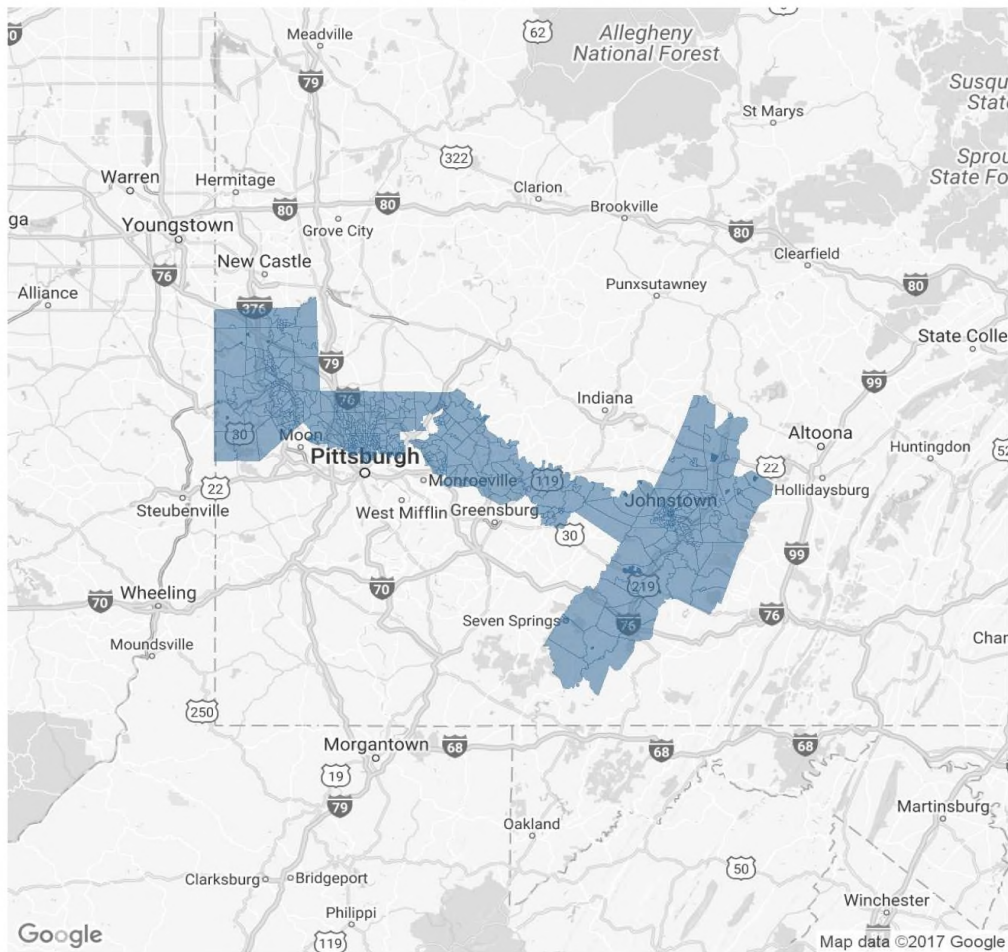 Meadville
62
Allegheny
National Forest
79
Susqu
State
St Marys
322
Sprou
State Fo
Warren
Hermitage
Clarion
80
80
Brookville
ga
Youngstown
Grove City
80
Clearfield
76
New Castle
Punxsutawney
80
Alliance
376
State Colle
79
99
76
Indiana
30
Moon
Altoona
Huntingdon
Pittsburgh
22
22
119
Monroeville
Hollidaysburg
Steubenville
West Mifflin
Greensburg
Johnstown
30
99
70
219
70
Wheeling
76
76
Seven Springs
Moundsville
Char
250
Morgantown
68
68
68
19
79
Martinsburg
Oakland
50
Clarksburg
Bridgeport
Winchester
Philippi
119
Google
Map data ©2017 Google